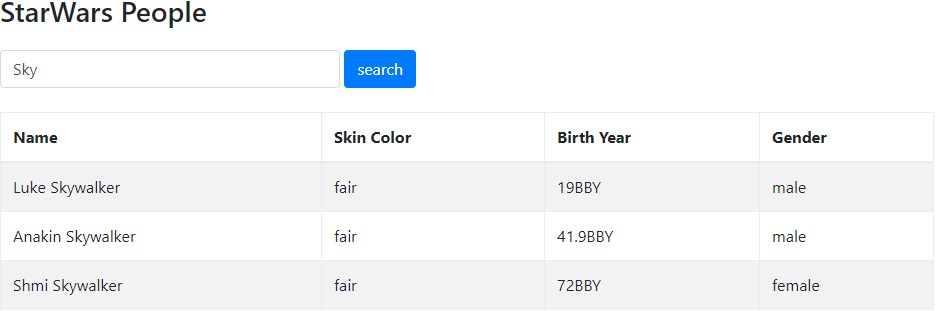 StarWars People
Sky search
Name Skin Color Birth Year Gender
Luke Skywalker fair 19BBY male
Anakin Skywalker fair 41.9BBY male
Shmi Skywalker fair 72BBY female